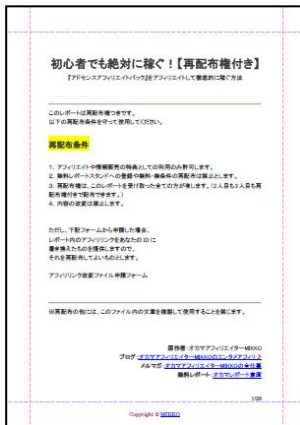 初心者でも絶対に稼ぐ！【再配布権付き】
『アドセンスアフィリエイトパック』をアフィリエイトして徹底的に稼ぐ方法
このレポートは再配布権つきです。
以下の再配布条件を守って使用してください。
再配布条件
1. アフィリエイトや情報販売の特典としての利用のみ許可します。
2. 無料レポートスタンドへの登録や無料・無条件の再配布は禁止とします。
3. 再配布権は、このレポートを受け取った全ての方が有します。（2人目も3人目も再
配布権付きで配布できます。）
4. 内容の改変は禁止します。
ただし、下記フォームから申請した場合、
レポート内のアフィリリンクをあなたのIDに
書き換えたものを提供しますので、
それを再配布してよいものとします。
アフィリリンク改変ファイル申請フォーム
※再配布の他には、このファイル内の文章を複製して使用することを禁じます。
原作者：オカマアフィリエイターMIKKO
ブログ：オカマアフィリエイターMIKKOのエンタメアフィリ♪
メルマガ：オカマアフィリエイターMIKKOの全仕事
無料レポート：オカマレポート倉庫
Copyright © MIKKO